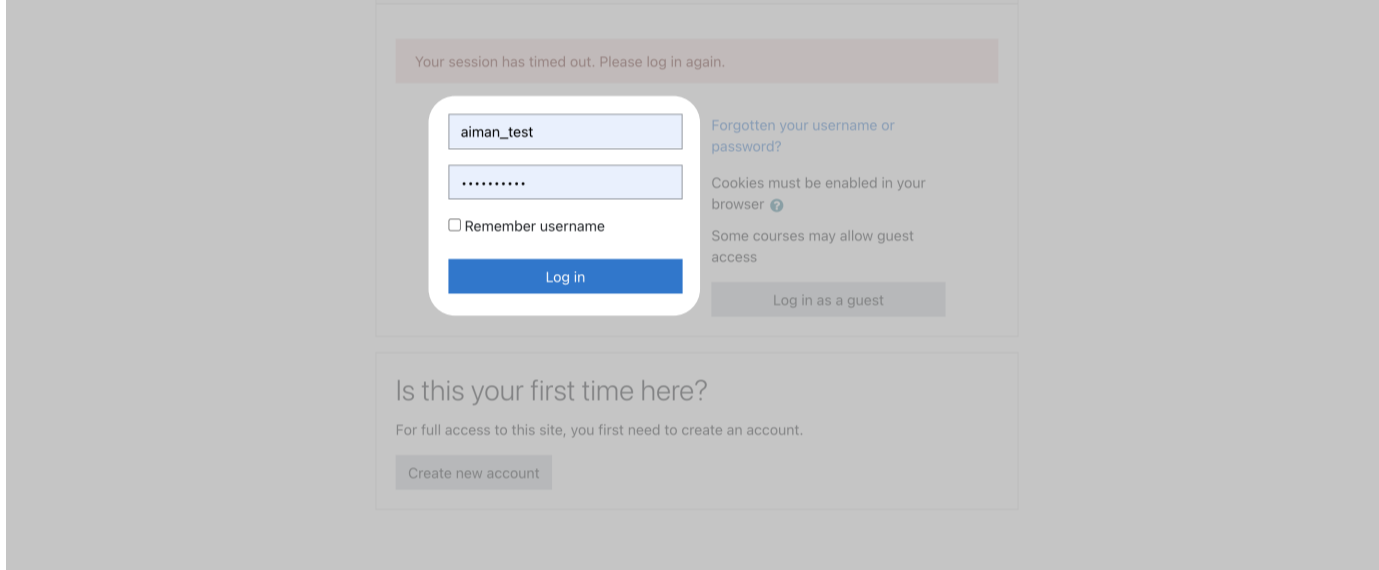 Your session has timed out. Please log in again.
aiman_test
••••••••••
Remember username
Log in
Forgotten your username or
password?
Cookies must be enabled in your
browser ?
Some courses may allow guest
access
Log in as a guest
Is this your first time here?
For full access to this site, you first need to create an account.
Create new account